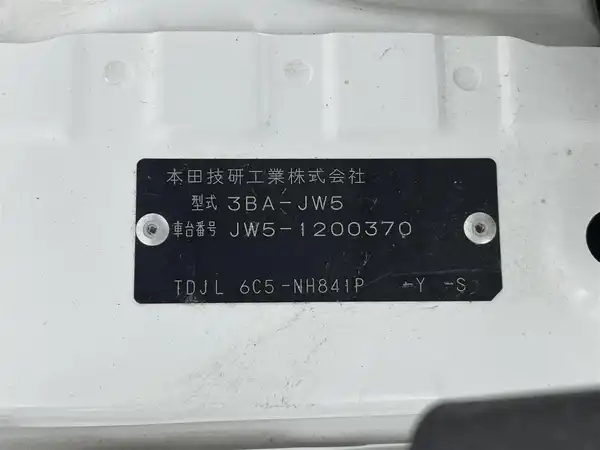 本田技研工業株式会社
型式 3BA-JW5
車台番号 JW5-1200370
TDJL 6C5-NH841P -Y -S